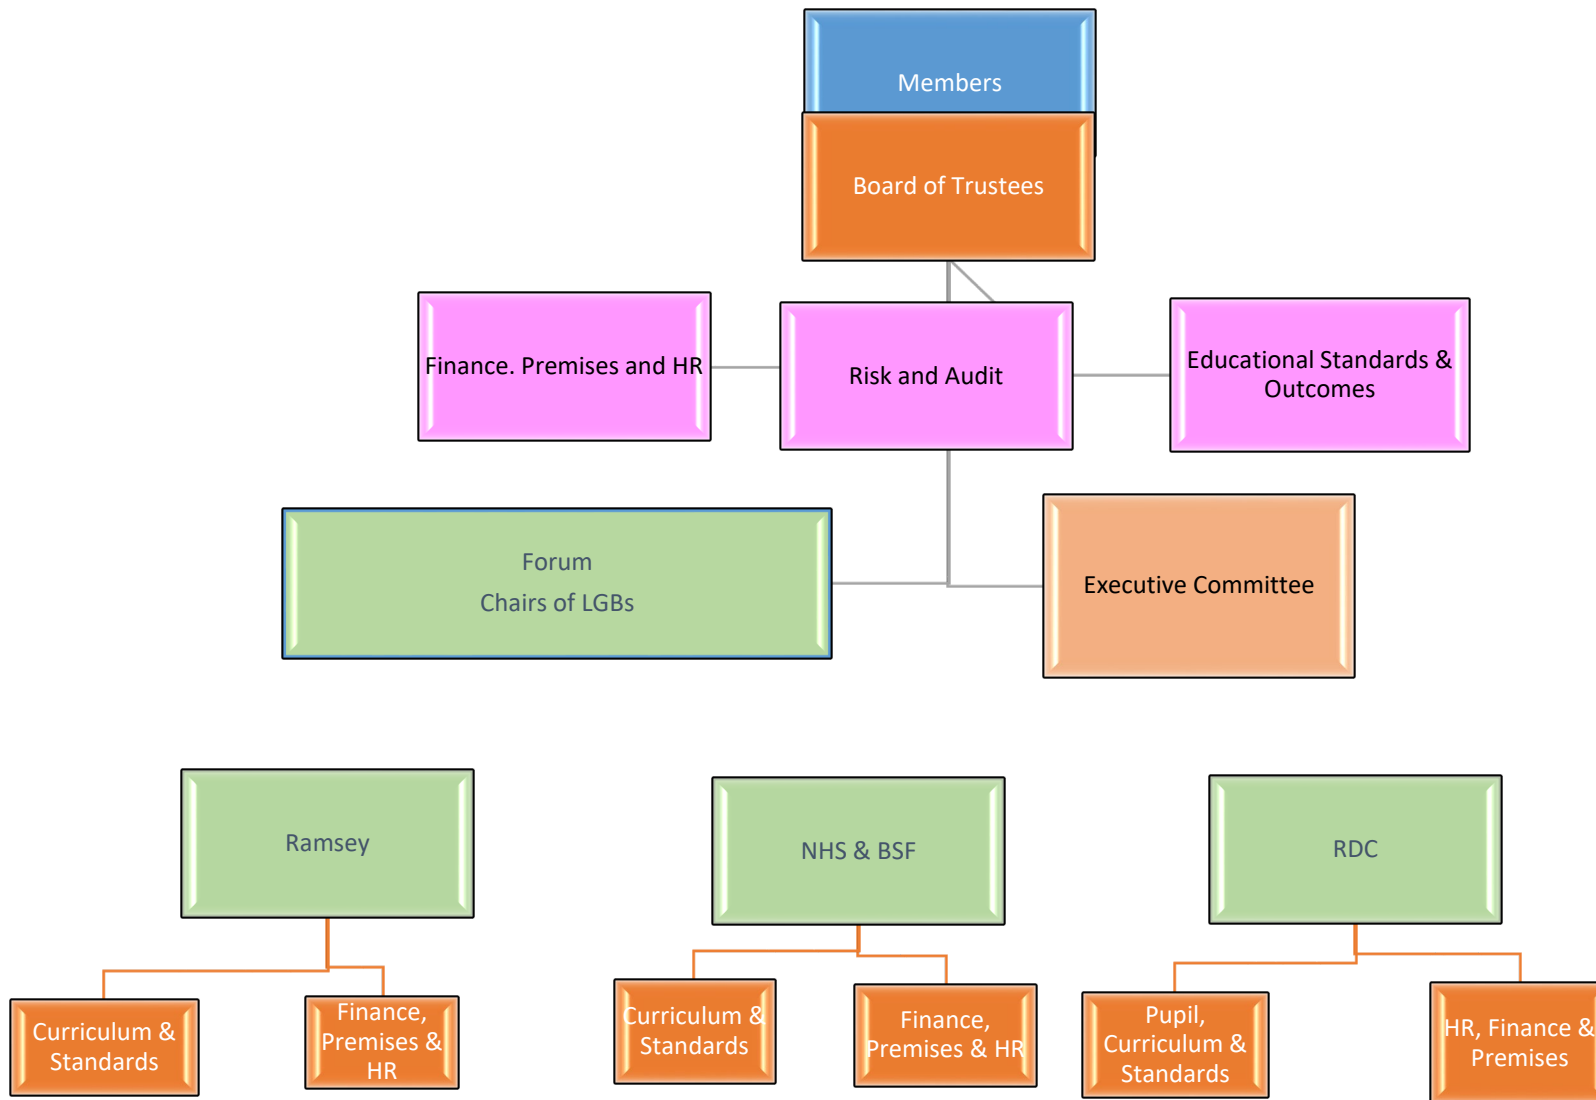 Members
Board of Trustees
Finance. Premises and HR
Risk and Audit
Educational Standards &
Outcomes
Forum
Chairs of LGBs
Executive Committee
Ramsey
NHS & BSF
RDC
Curriculum &
Standards
Finance,
Premises &
HR
Curriculum &
Standards
Finance,
Premises & HR
Pupil,
Curriculum &
Standards
HR, Finance &
Premises